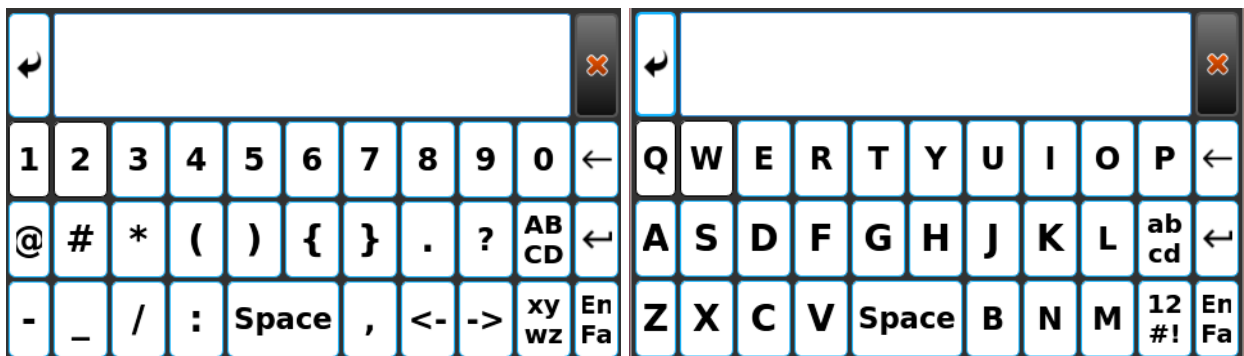 1 2 3 4 5 6 7 8 9 0 ←
@ # * ( ) { } . ? AB CD ↵
- _ / : Space , <- -> xy wz En Fa
Q W E R T Y U I O P ←
A S D F G H J K L ab cd ↵
Z X C V Space B N M 12 #! En Fa